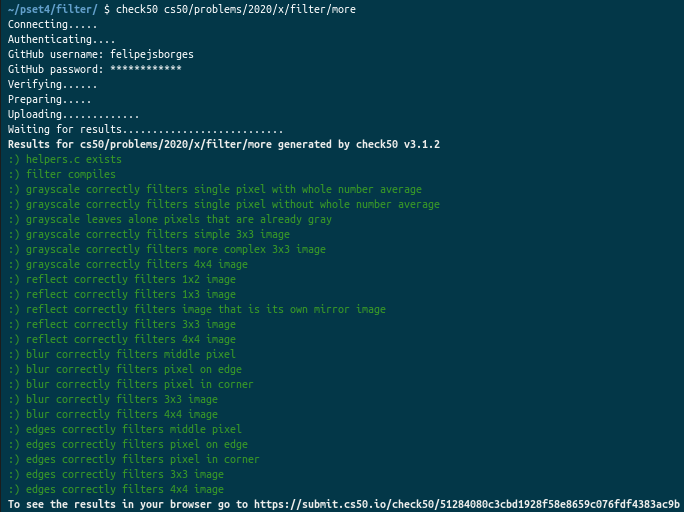 ~/pset4/filter/ $ check50 cs50/problems/2020/x/filter/more
Connecting.....
Authenticating....
GitHub username: felipejsborges
GitHub password: ************
Verifying......
Preparing.....
Uploading.............
Waiting for results...........................
Results for cs50/problems/2020/x/filter/more generated by check50 v3.1.2
:) helpers.c exists
:) filter compiles
:) grayscale correctly filters single pixel with whole number average
:) grayscale correctly filters single pixel without whole number average
:) grayscale leaves alone pixels that are already gray
:) grayscale correctly filters simple 3x3 image
:) grayscale correctly filters more complex 3x3 image
:) grayscale correctly filters 4x4 image
:) reflect correctly filters 1x2 image
:) reflect correctly filters 1x3 image
:) reflect correctly filters image that is its own mirror image
:) reflect correctly filters 3x3 image
:) reflect correctly filters 4x4 image
:) blur correctly filters middle pixel
:) blur correctly filters pixel on edge
:) blur correctly filters pixel in corner
:) blur correctly filters 3x3 image
:) blur correctly filters 4x4 image
:) edges correctly filters middle pixel
:) edges correctly filters pixel on edge
:) edges correctly filters pixel in corner
:) edges correctly filters 3x3 image
:) edges correctly filters 4x4 image
To see the results in your browser go to https://submit.cs50.io/check50/51284080c3cbd1928f58e8659c076fdf4383ac9b